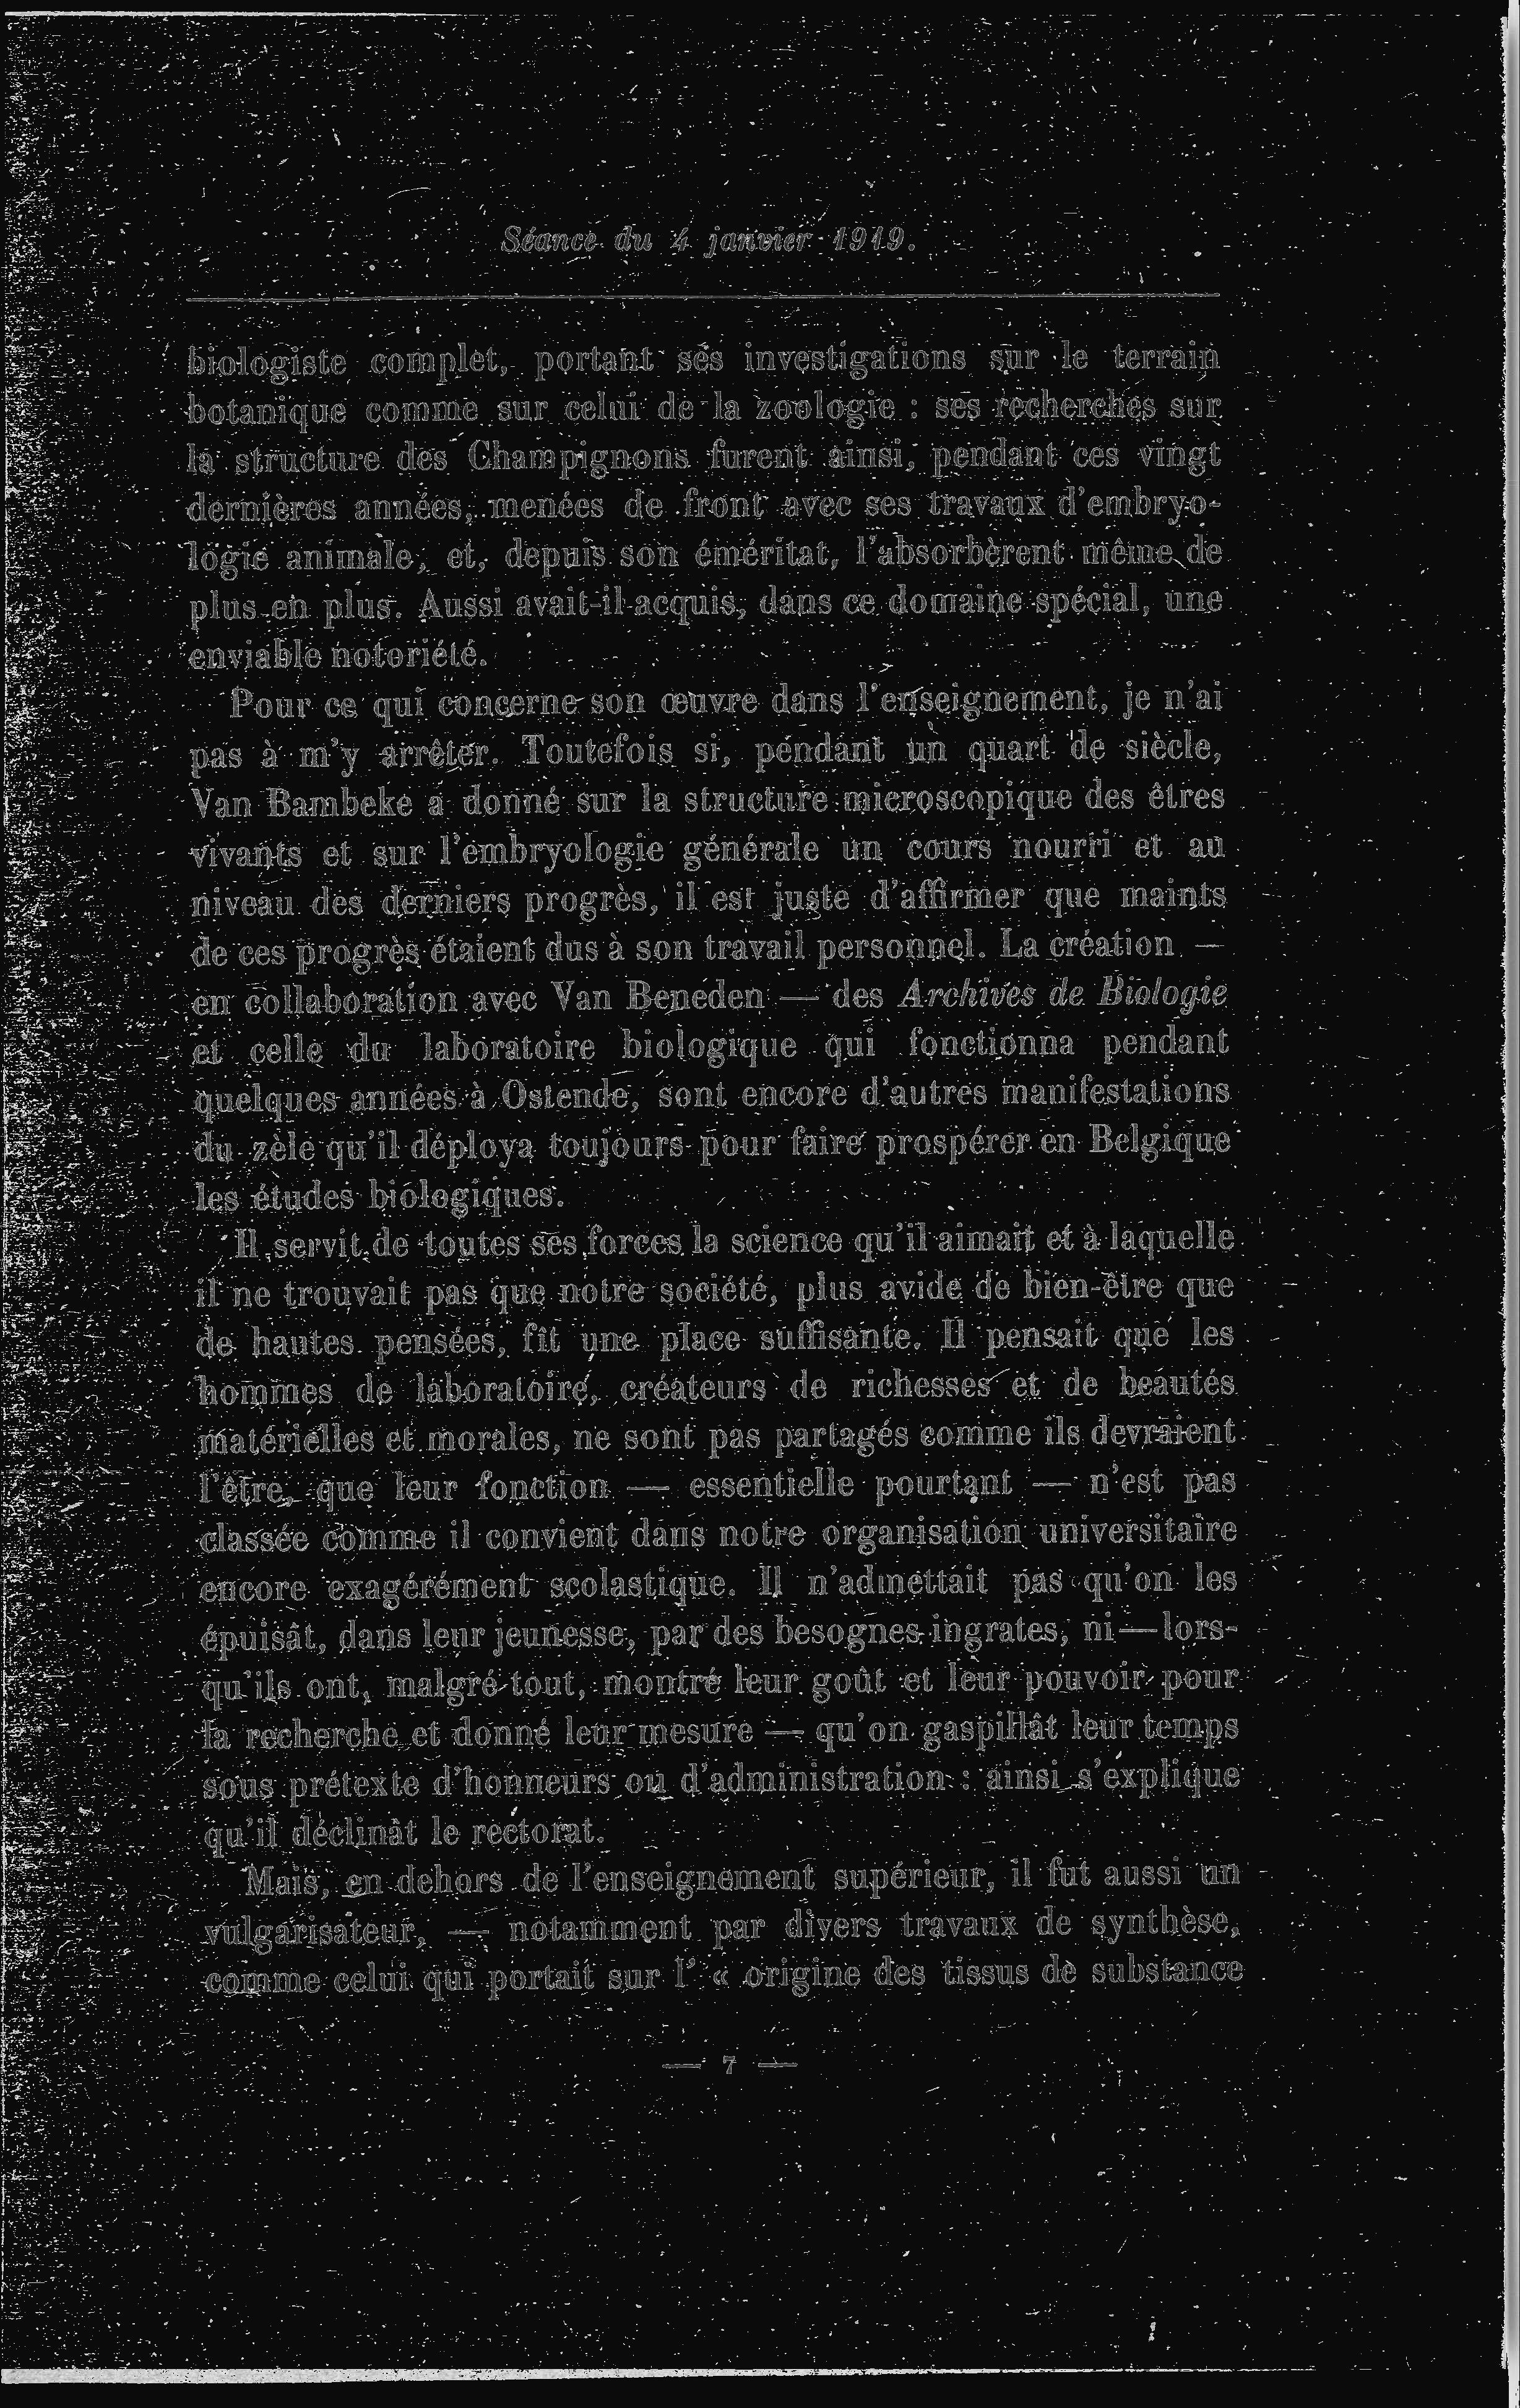 Séance du 4 janvier 1919.
biologiste complet, portant ses investigations sur le terrain
botanique comme sur celui de la zoologie : ses recherches sur
la structure des Champignons furent ainsi, pendant ces vingt
dernières années, menées de front avec ses travaux d'embryo-
logie animale, et, depuis son éméritat, l'absorbèrent même de
plus en plus. Aussi avait-il acquis, dans ce domaine spécial, une
enviable notoriété.
Pour ce qui concerne son œuvre dans l'enseignement, je n'ai
pas à m'y arrêter. Toutefois si, pendant un quart de siècle,
Van Bambeke a donné sur la structure microscopique des êtres
vivants et sur l'embryologie générale un cours nourri et au
niveau des derniers progrès, il est juste d'affirmer que maints
de ces progrès étaient dus à son travail personnel. La création —
en collaboration avec Van Beneden — des Archives de Biologie
et celle du laboratoire biologique qui fonctionna pendant
quelques années à Ostende, sont encore d'autres manifestations
du zèle qu'il déploya toujours pour faire prospérer en Belgique
les études biologiques.
Il servit de toutes ses forces la science qu'il aimait et à laquelle
il ne trouvait pas que notre société, plus avide de bien-être que
de hautes pensées, fît une place suffisante. Il pensait que les
hommes de laboratoire, créateurs de richesses et de beautés
matérielles et morales, ne sont pas partagés comme ils devraient
l'être, que leur fonction — essentielle pourtant — n'est pas
classée comme il convient dans notre organisation universitaire
encore exagérément scolastique. Il n'admettait pas qu'on les
épuisât, dans leur jeunesse, par des besognes ingrates, ni — lors-
qu'ils ont, malgré tout, montré leur goût et leur pouvoir pour
la recherche et donné leur mesure — qu'on gaspillât leur temps
sous prétexte d'honneurs ou d'administration : ainsi s'explique
qu'il déclinât le rectorat.
Mais, en dehors de l'enseignement supérieur, il fut aussi un
vulgarisateur, — notamment par divers travaux de synthèse,
comme celui qui portait sur l' « origine des tissus de substance
— 7 —